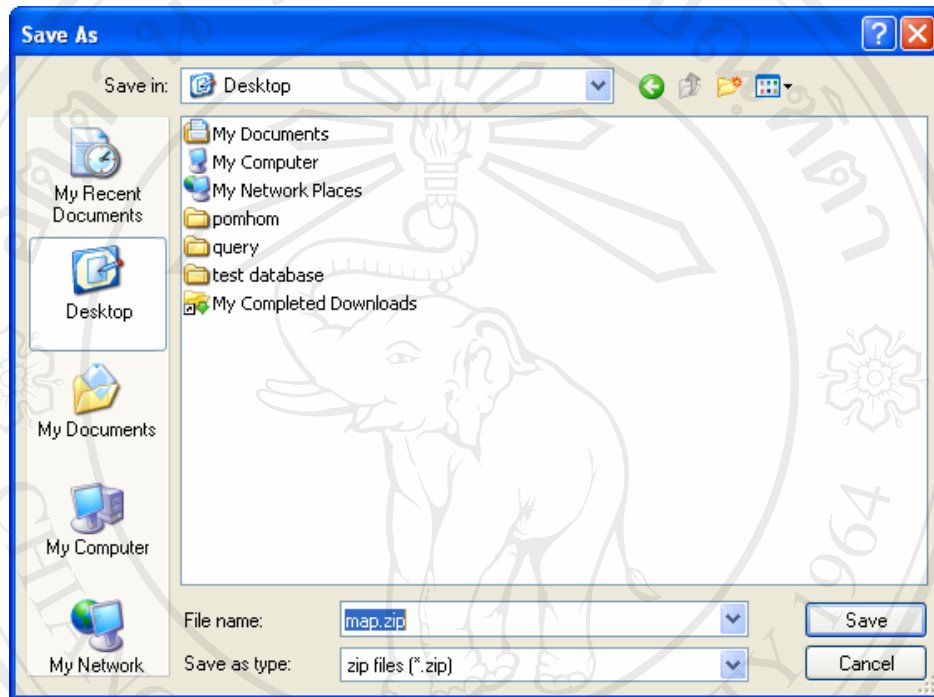 Save As
Save in:
Desktop
My Recent
Documents
Desktop
My Documents
My Computer
My Network
My Documents
My Computer
My Network Places
pomhom
query
test database
My Completed Downloads
File name:
map.zip
Save
Save as type:
zip files (*.zip)
Cancel
1964